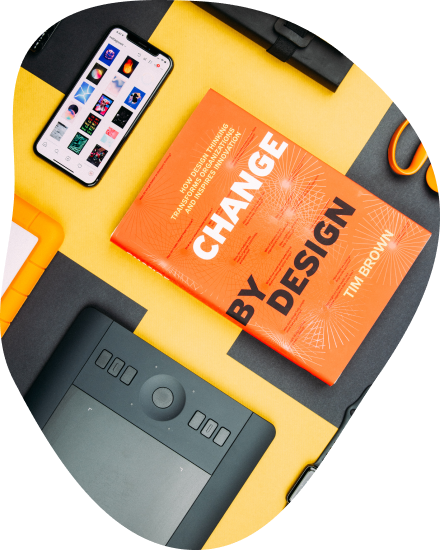 HOW DESIGN THINKING
TRANSFORMS ORGANIZATIONS
AND INSPIRES INNOVATION
CHANGE
BY
DESIGN
TIM BROWN